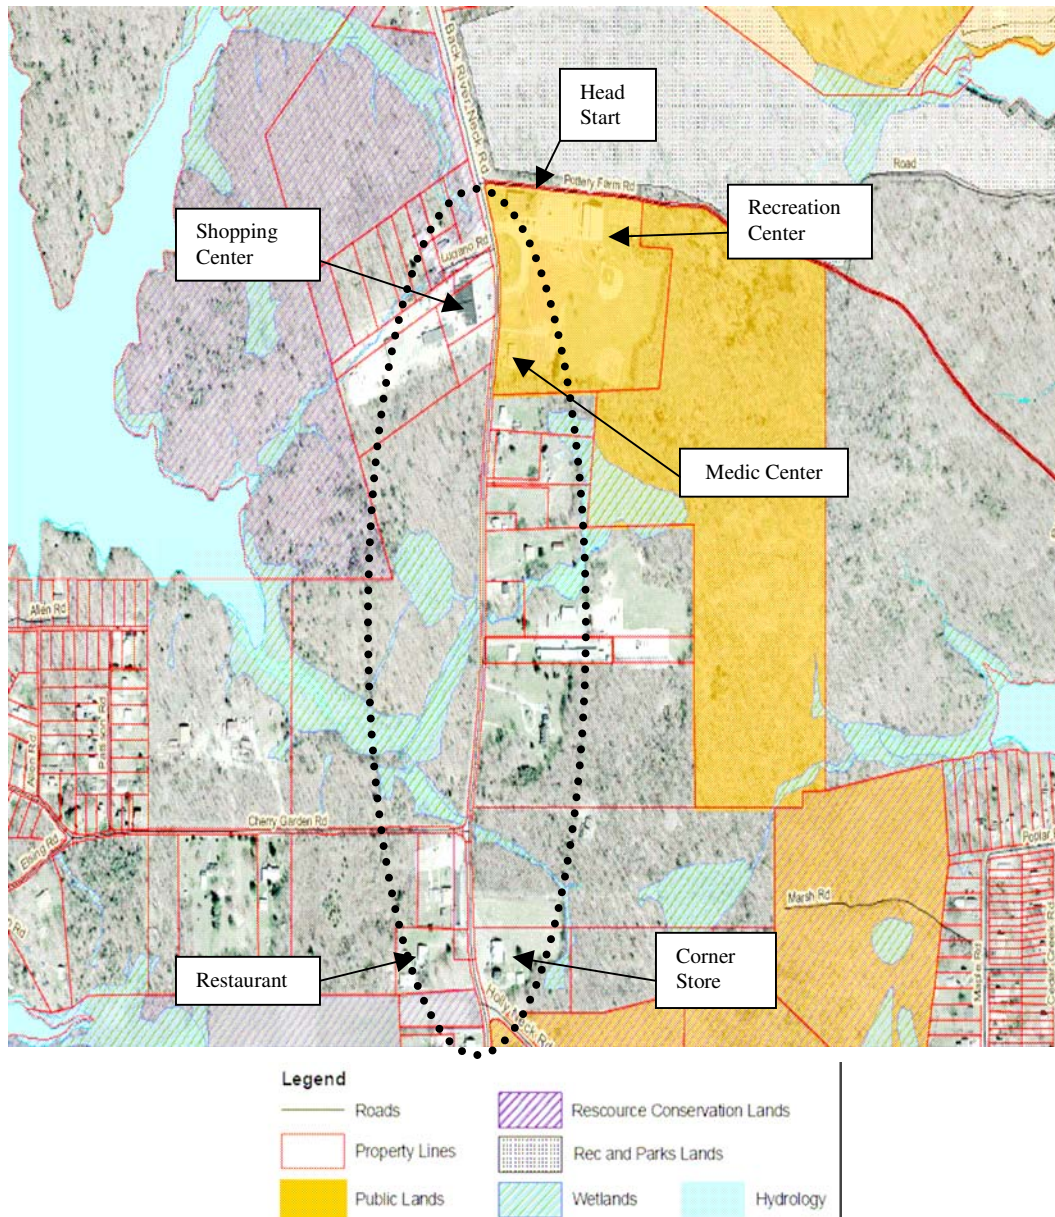 Back River Neck Rd
Head
Start
Road
Pottery Farm Rd
Recreation
Center
Shopping
Center
Luciano Rd
Medic Center
Allen Rd
Cherry Garden Rd
Marsh Rd
Restaurant
Corner
Store
Holly Neck Rd
Legend
Roads
Property Lines
Public Lands
Rescource Conservation Lands
Rec and Parks Lands
Wetlands
Hydrology